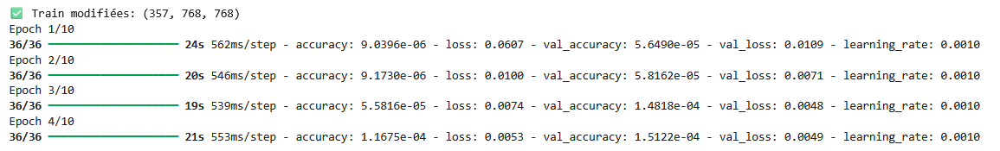 ✅ Train modifiées: (357, 768, 768)
Epoch 1/10
36/36 ━━━━━━━━━━━━━━━━━━━━ 24s 562ms/step - accuracy: 9.0396e-06 - loss: 0.0607 - val_accuracy: 5.6490e-05 - val_loss: 0.0109 - learning_rate: 0.0010
Epoch 2/10
36/36 ━━━━━━━━━━━━━━━━━━━━ 20s 546ms/step - accuracy: 9.1730e-06 - loss: 0.0100 - val_accuracy: 5.8162e-05 - val_loss: 0.0071 - learning_rate: 0.0010
Epoch 3/10
36/36 ━━━━━━━━━━━━━━━━━━━━ 19s 539ms/step - accuracy: 5.5816e-05 - loss: 0.0074 - val_accuracy: 1.4818e-04 - val_loss: 0.0048 - learning_rate: 0.0010
Epoch 4/10
36/36 ━━━━━━━━━━━━━━━━━━━━ 21s 553ms/step - accuracy: 1.1675e-04 - loss: 0.0053 - val_accuracy: 1.5122e-04 - val_loss: 0.0049 - learning_rate: 0.0010